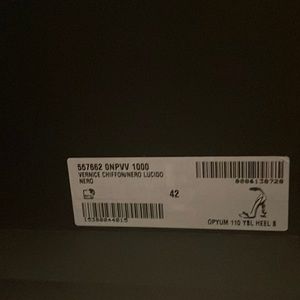 557662 0NPVV 1000
VERNICE CHIFFON/NERO LUCIDO
NERO
42
OPYUM 110 YSL HEEL S